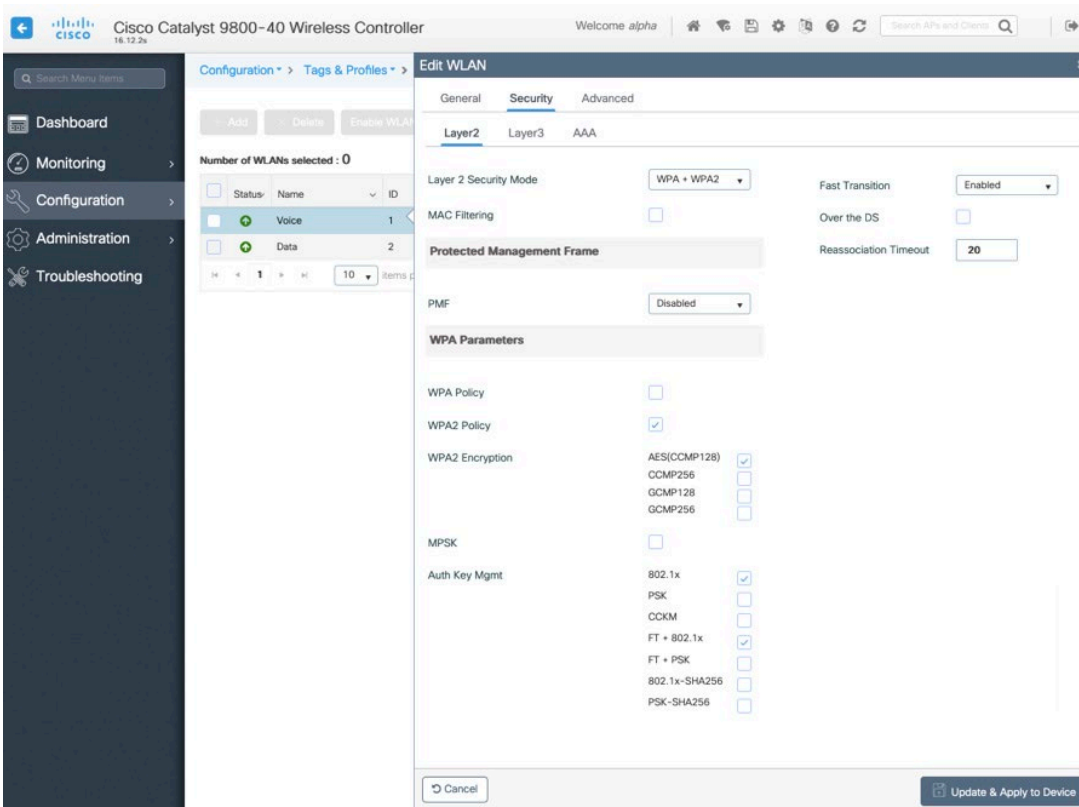 CISCO
Cisco Catalyst 9800-40 Wireless Controller
16.12.2s
Welcome alpha
Search APs and Clients
Search Menu Items
Dashboard
Monitoring
Configuration
Administration
Troubleshooting
Configuration > Tags & Profiles >
+ Add
Delete
Enable WLAN
Number of WLANs selected : 0
Status Name ID
Voice 1
Data 2
1 10 items p
Edit WLAN
General Security Advanced
Layer2 Layer3 AAA
Layer 2 Security Mode WPA + WPA2
MAC Filtering
Protected Management Frame
PMF Disabled
WPA Parameters
WPA Policy
WPA2 Policy
WPA2 Encryption AES(CCMP128)
CCMP256
GCMP128
GCMP256
MPSK
Auth Key Mgmt 802.1x
PSK
CCKM
FT + 802.1x
FT + PSK
802.1x-SHA256
PSK-SHA256
Fast Transition Enabled
Over the DS
Reassociation Timeout 20
Cancel
Update & Apply to Device